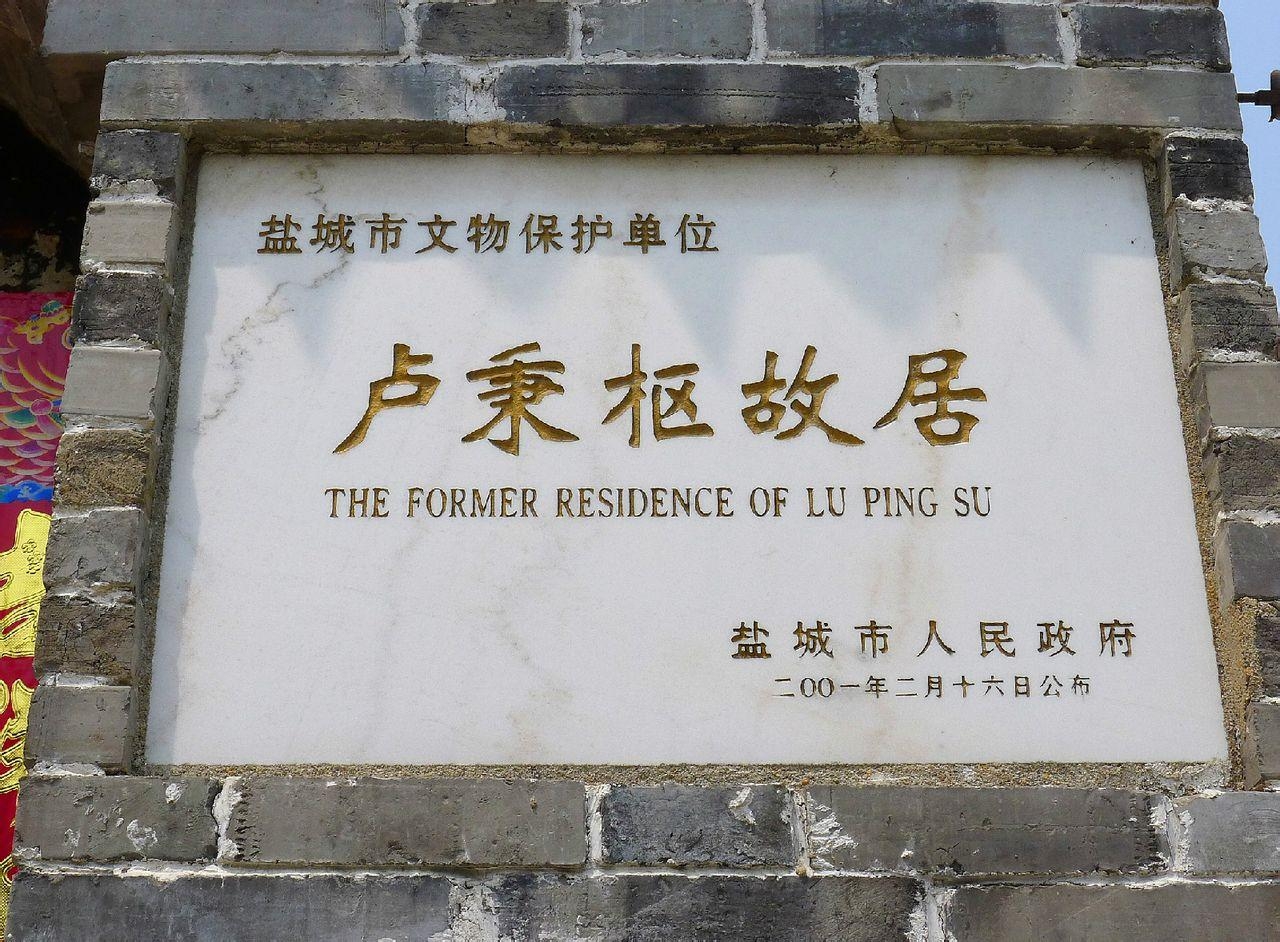 盐城市文物保护单位
卢秉枢故居
THE FORMER RESIDENCE OF LU PING SU
盐城市人民政府
二OO一年二月十六日公布